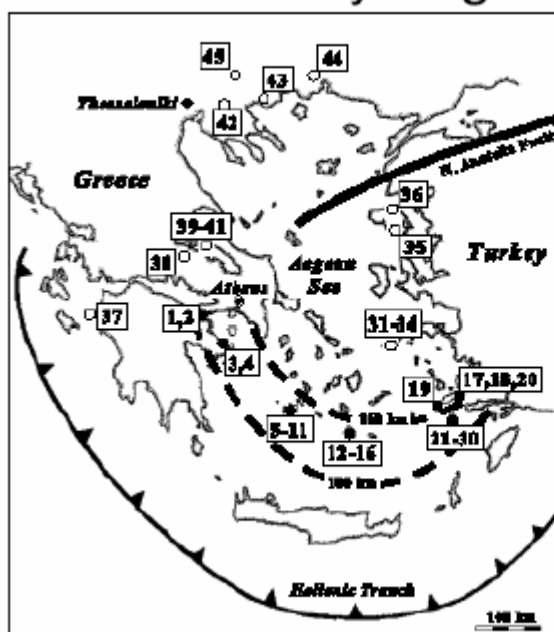 45
44
43
Thessaloniki
42
Greece
N. Anatolia Fault
36
39-41
35
38
Aegean
Sea
Turkey
Athens
37
1,2
31-34
3,4
17,18,20
19
5-11
12-16
21-30
100 km
Hellenic Trench
100 km